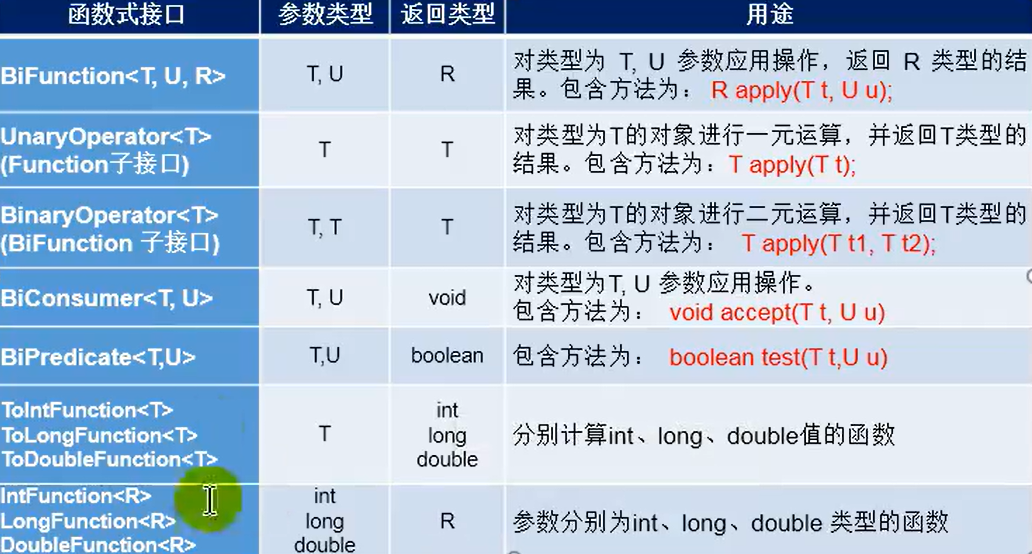 函数式接口 参数类型 返回类型 用途
BiFunction<T, U, R> T, U R 对类型为 T, U 参数应用操作，返回 R 类型的结
果。包含方法为： R apply(T t, U u);
UnaryOperator<T>
(Function子接口) T T 对类型为T的对象进行一元运算，并返回T类型的
结果。包含方法为：T apply(T t);
BinaryOperator<T>
(BiFunction 子接口) T, T T 对类型为T的对象进行二元运算，并返回T类型的
结果。包含方法为： T apply(T t1, T t2);
BiConsumer<T, U> T, U void 对类型为T, U 参数应用操作。
包含方法为： void accept(T t, U u)
BiPredicate<T,U> T,U boolean 包含方法为： boolean test(T t,U u)
ToIntFunction<T>
ToLongFunction<T>
ToDoubleFunction<T> T int
long
double 分别计算int、long、double值的函数
IntFunction<R>
LongFunction<R>
DoubleFunction<R> int
long
double R 参数分别为int、long、double 类型的函数